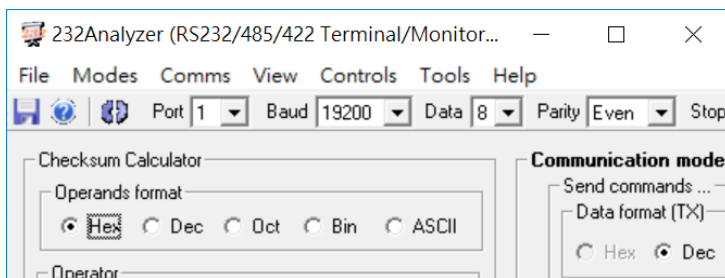 232Analyzer (RS232/485/422 Terminal/Monitor...
File Modes Comms View Controls Tools Help
Port 1 Baud 19200 Data 8 Parity Even Stop
Checksum Calculator
Operands format
Hex Dec Oct Bin ASCII
Operator
Communication mode
Send commands ...
Data format (TX)
Hex Dec